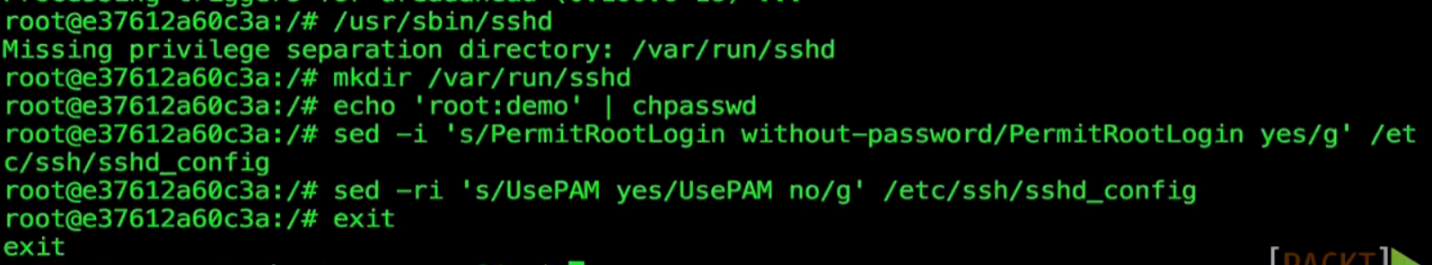 root@e37612a60c3a:/# /usr/sbin/sshd
Missing privilege separation directory: /var/run/sshd
root@e37612a60c3a:/# mkdir /var/run/sshd
root@e37612a60c3a:/# echo 'root:demo' | chpasswd
root@e37612a60c3a:/# sed -i 's/PermitRootLogin without-password/PermitRootLogin yes/g' /et
c/ssh/sshd_config
root@e37612a60c3a:/# sed -ri 's/UsePAM yes/UsePAM no/g' /etc/ssh/sshd_config
root@e37612a60c3a:/# exit
exit
[PACKT]